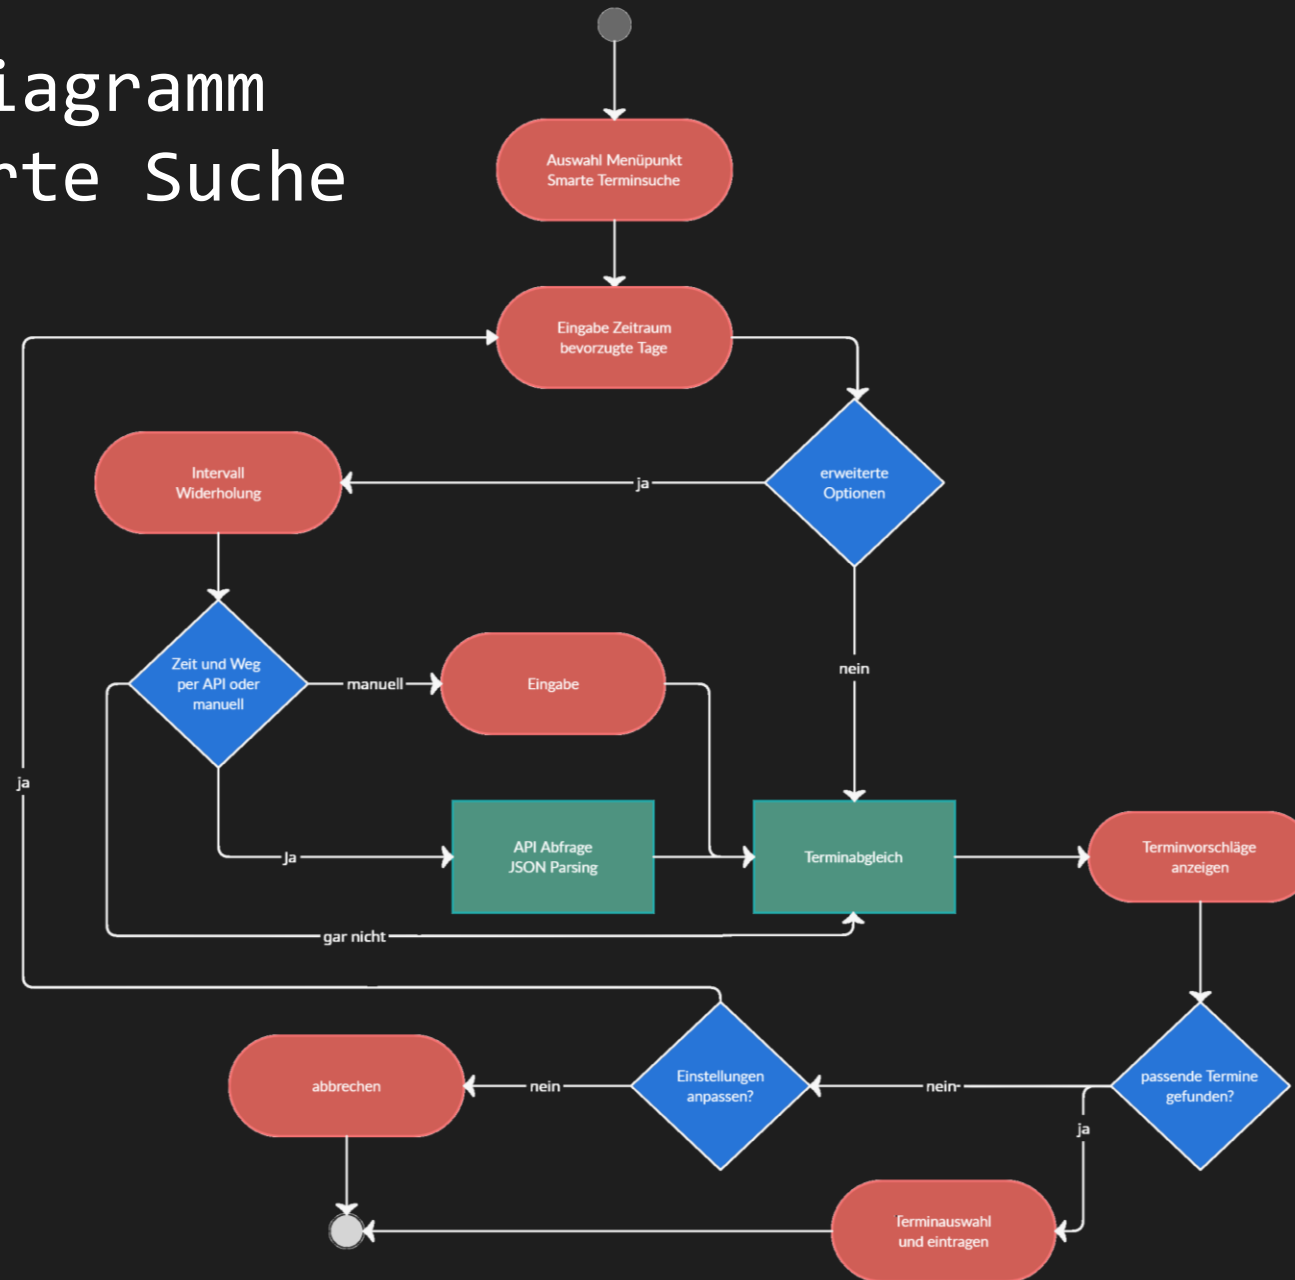 iagramm
rte Suche
Auswahl Menüpunkt
Smarte Terminsuche
Eingabe Zeitraum
bevorzugte Tage
erweiterte
Optionen
ja
Intervall
Widerholung
nein
Zeit und Weg
per API oder
manuell
manuell
Eingabe
ja
Ja
API Abfrage
JSON Parsing
Terminabgleich
Terminvorschläge
anzeigen
gar nicht
abbrechen
nein
Einstellungen
anpassen?
nein
passende Termine
gefunden?
ja
Terminauswahl
und eintragen